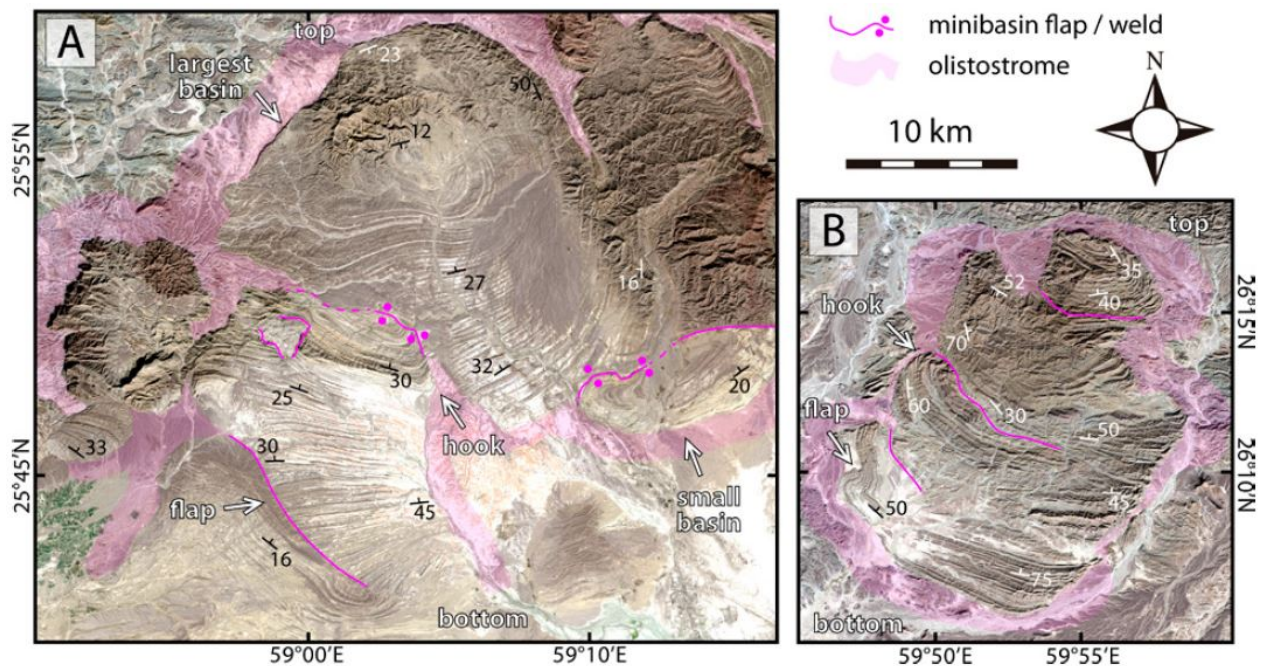 A
top
largest
basin
23
50
12
27
16
32
30
25
20
33
30
hook
flap
small
basin
45
16
bottom
25°55'N
25°45'N
59°00'E
59°10'E
minibasin flap / weld
olistostrome
N
10 km
B
top
35
52
40
hook
70
60
30
flap
50
45
50
75
bottom
26°15'N
26°10'N
59°50'E
59°55'E